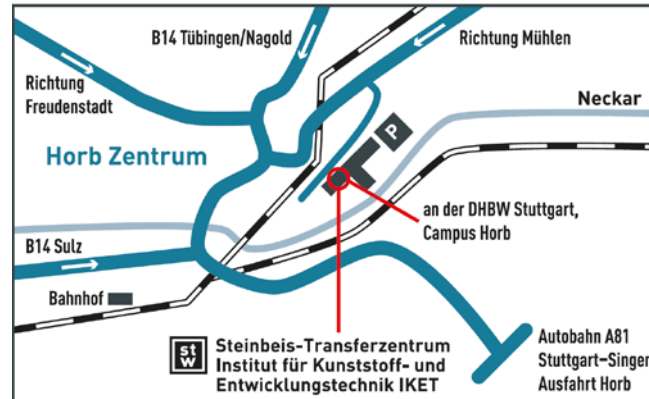 B14 Tübingen/Nagold
Richtung Mühlen
Richtung
Freudenstadt
Neckar
P
Horb Zentrum
an der DHBW Stuttgart,
Campus Horb
B14 Sulz
Bahnhof
st
w
Steinbeis-Transferzentrum
Institut für Kunststoff- und
Entwicklungstechnik IKET
Autobahn A81
Stuttgart–Singen
Ausfahrt Horb